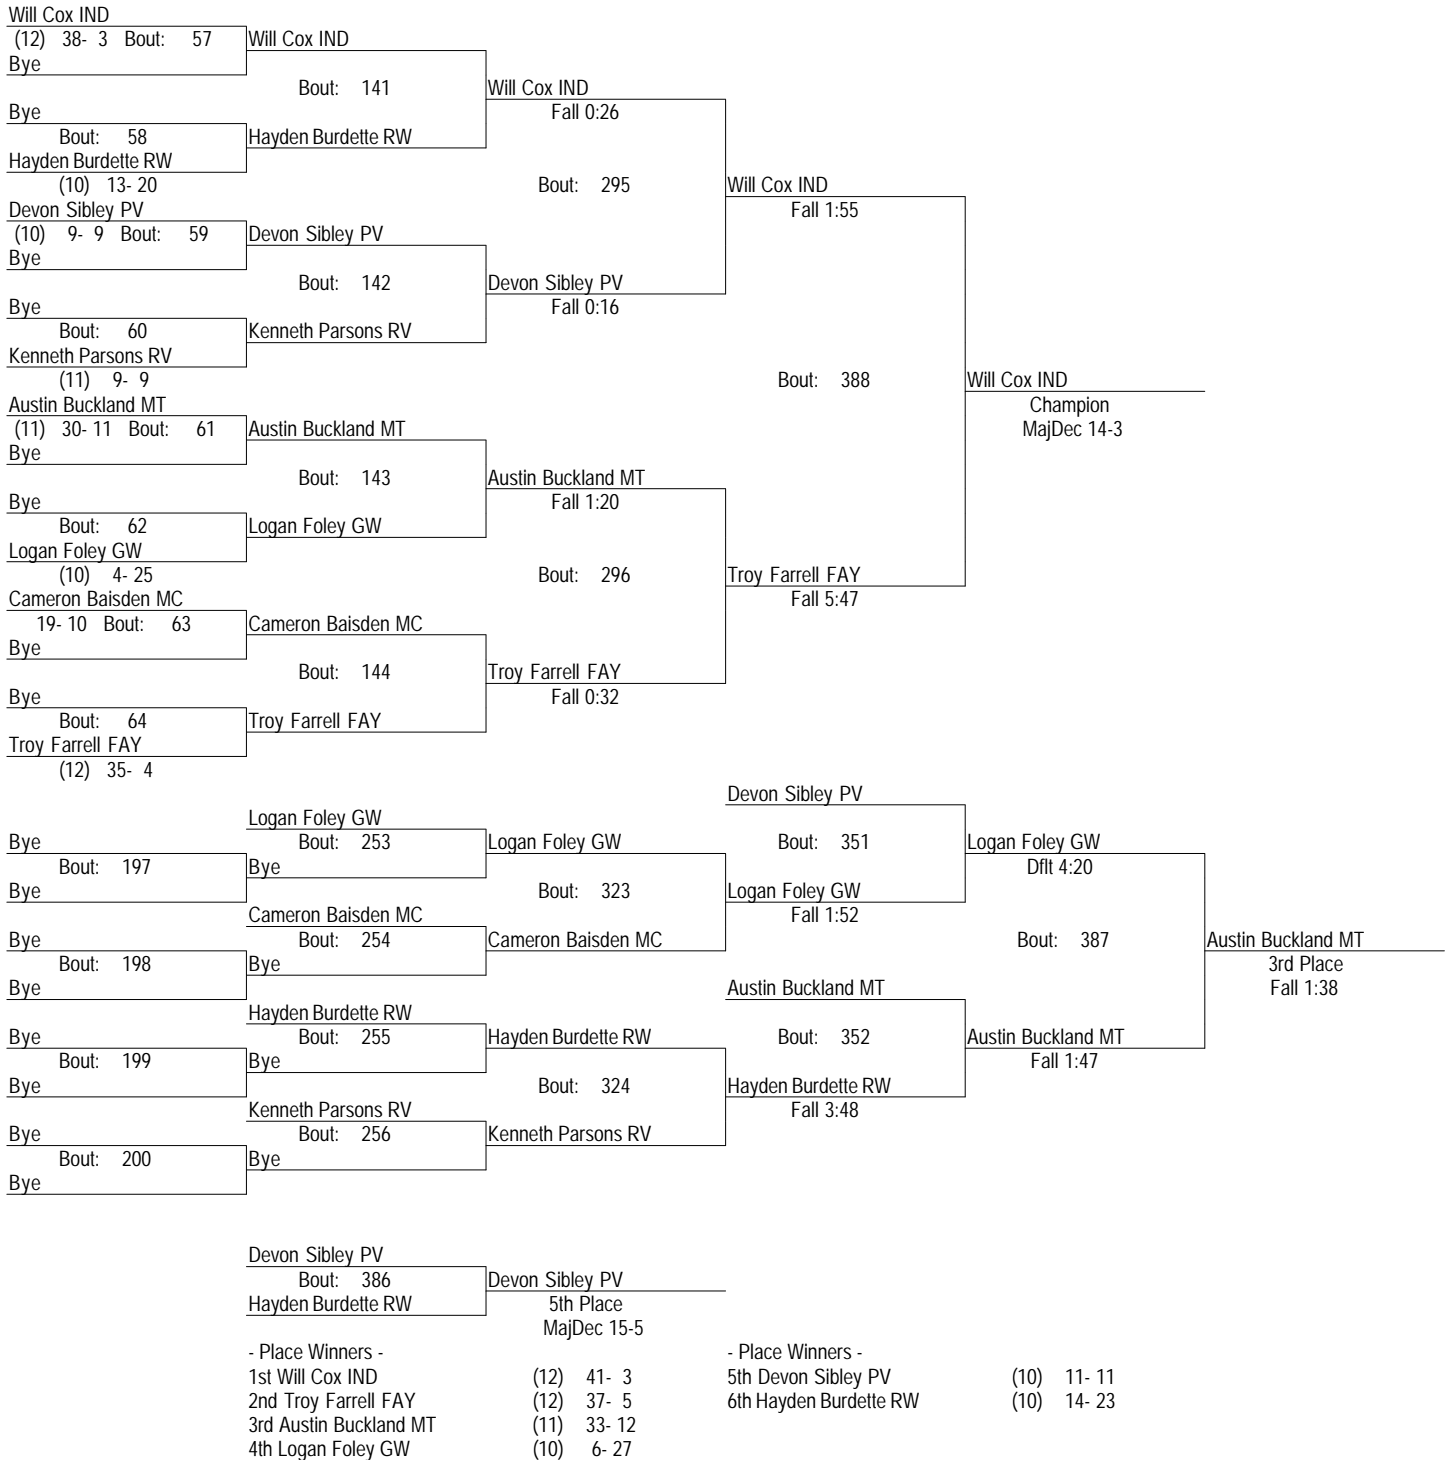 Will Cox IND
(12) 38- 3 Bout: 57 Will Cox IND
Bye
Bout: 141 Will Cox IND
Bye Fall 0:26
Bout: 58 Hayden Burdette RW
Hayden Burdette RW
(10) 13- 20 Bout: 295 Will Cox IND
Devon Sibley PV Fall 1:55
(10) 9- 9 Bout: 59 Devon Sibley PV
Bye
Bout: 142 Devon Sibley PV
Bye Fall 0:16
Bout: 60 Kenneth Parsons RV
Kenneth Parsons RV
(11) 9- 9 Bout: 388 Will Cox IND
Austin Buckland MT Champion
(11) 30- 11 Bout: 61 Austin Buckland MT MajDec 14-3
Bye
Bout: 143 Austin Buckland MT
Bye Fall 1:20
Bout: 62 Logan Foley GW
Logan Foley GW
(10) 4- 25 Bout: 296 Troy Farrell FAY
Cameron Baisden MC Fall 5:47
19- 10 Bout: 63 Cameron Baisden MC
Bye
Bout: 144 Troy Farrell FAY
Bye Fall 0:32
Bout: 64 Troy Farrell FAY
Troy Farrell FAY
(12) 35- 4
Devon Sibley PV
Logan Foley GW
Bye Bout: 253 Logan Foley GW Bout: 351 Logan Foley GW
Bout: 197 Bye Dflt 4:20
Bye Bout: 323 Logan Foley GW
Cameron Baisden MC Fall 1:52
Bye Bout: 254 Cameron Baisden MC Bout: 387 Austin Buckland MT
Bout: 198 Bye 3rd Place
Bye Austin Buckland MT Fall 1:38
Hayden Burdette RW
Bye Bout: 255 Hayden Burdette RW Bout: 352 Austin Buckland MT
Bout: 199 Bye Fall 1:47
Bye Bout: 324 Hayden Burdette RW
Kenneth Parsons RV Fall 3:48
Bye Bout: 256 Kenneth Parsons RV
Bout: 200 Bye
Bye
Devon Sibley PV
Bout: 386 Devon Sibley PV
Hayden Burdette RW 5th Place
MajDec 15-5
- Place Winners - - Place Winners -
1st Will Cox IND (12) 41- 3 5th Devon Sibley PV (10) 11- 11
2nd Troy Farrell FAY (12) 37- 5 6th Hayden Burdette RW (10) 14- 23
3rd Austin Buckland MT (11) 33- 12
4th Logan Foley GW (10) 6- 27